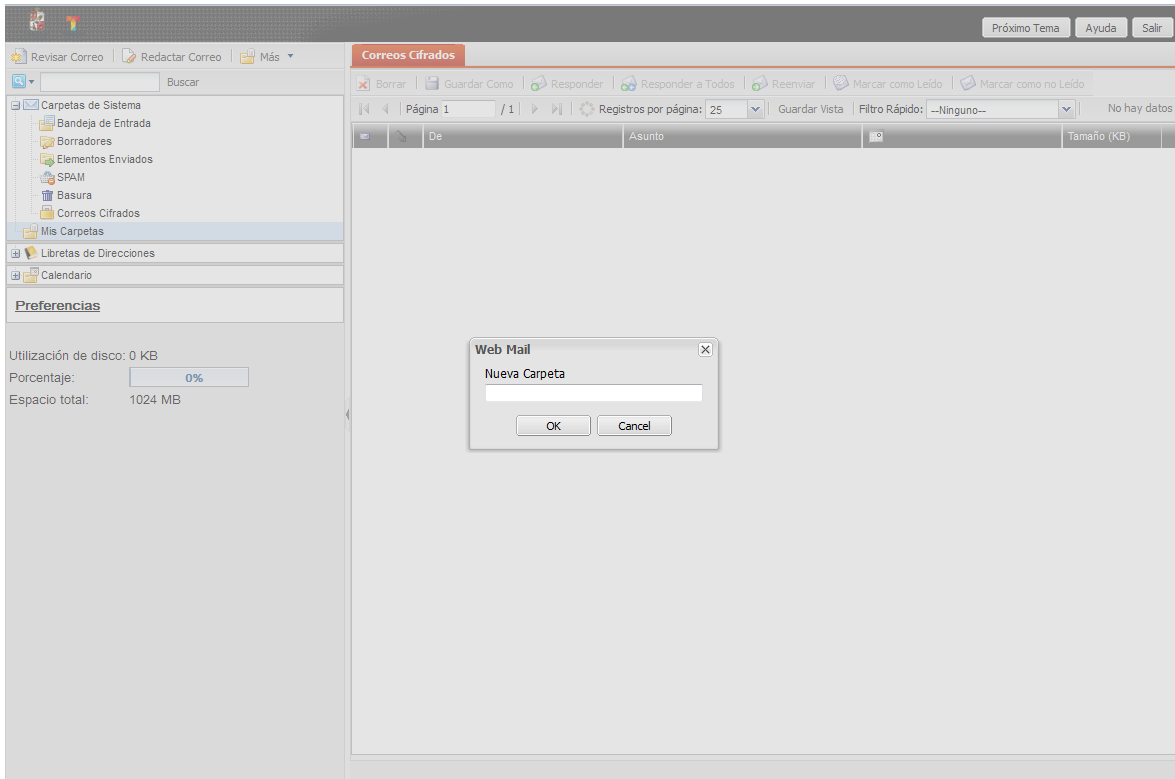 Próximo Tema Ayuda Salir
Revisar Correo Redactar Correo Más
Buscar
Carpetas de Sistema
Bandeja de Entrada
Borradores
Elementos Enviados
SPAM
Basura
Correos Cifrados
Mis Carpetas
Libretas de Direcciones
Calendario
Preferencias
Utilización de disco: 0 KB
Porcentaje: 0%
Espacio total: 1024 MB
Correos Cifrados
Borrar Guardar Como Responder Responder a Todos Reenviar Marcar como Leído Marcar como no Leído
Página 1 / 1 Registros por página: 25 Guardar Vista Filtro Rápido: --Ninguno-- No hay datos
De Asunto Tamaño (KB)
Web Mail
Nueva Carpeta
OK Cancel